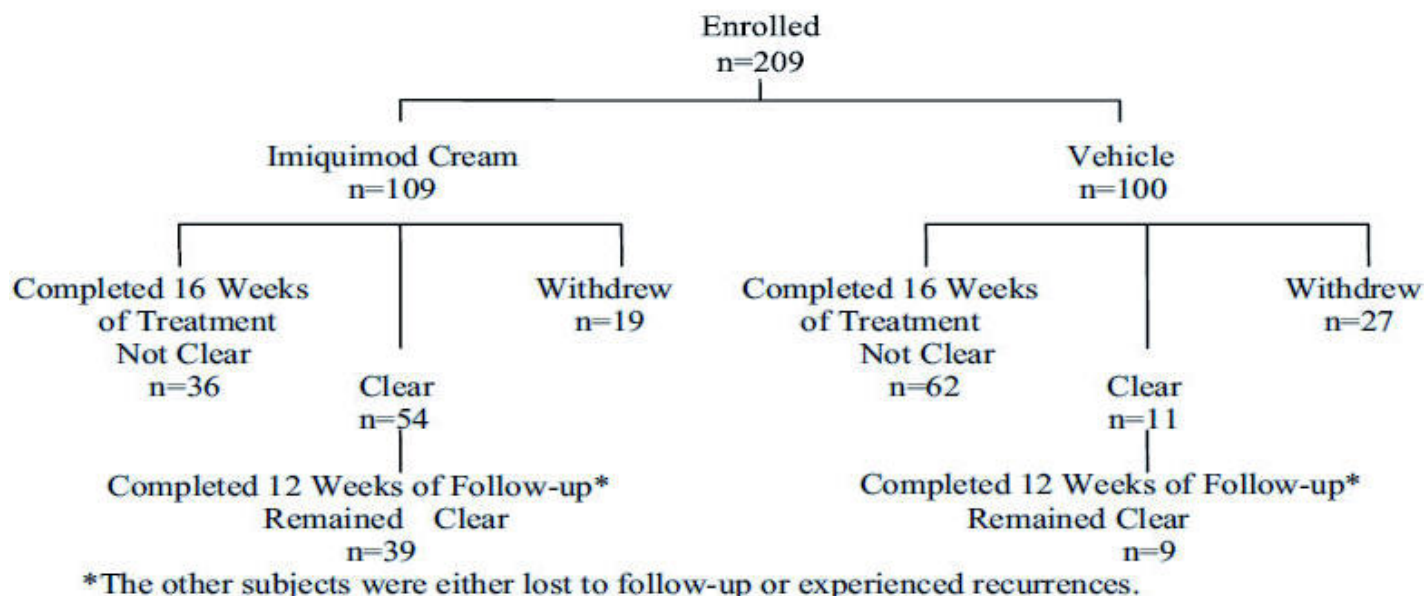 Enrolled
n=209
Imiquimod Cream
n=109
Vehicle
n=100
Completed 16 Weeks
of Treatment
Not Clear
n=36
Clear
n=54
Withdrew
n=19
Completed 12 Weeks of Follow-up*
Remained Clear
n=39
Completed 16 Weeks
of Treatment
Not Clear
n=62
Clear
n=11
Withdrew
n=27
Completed 12 Weeks of Follow-up*
Remained Clear
n=9
*The other subjects were either lost to follow-up or experienced recurrences.